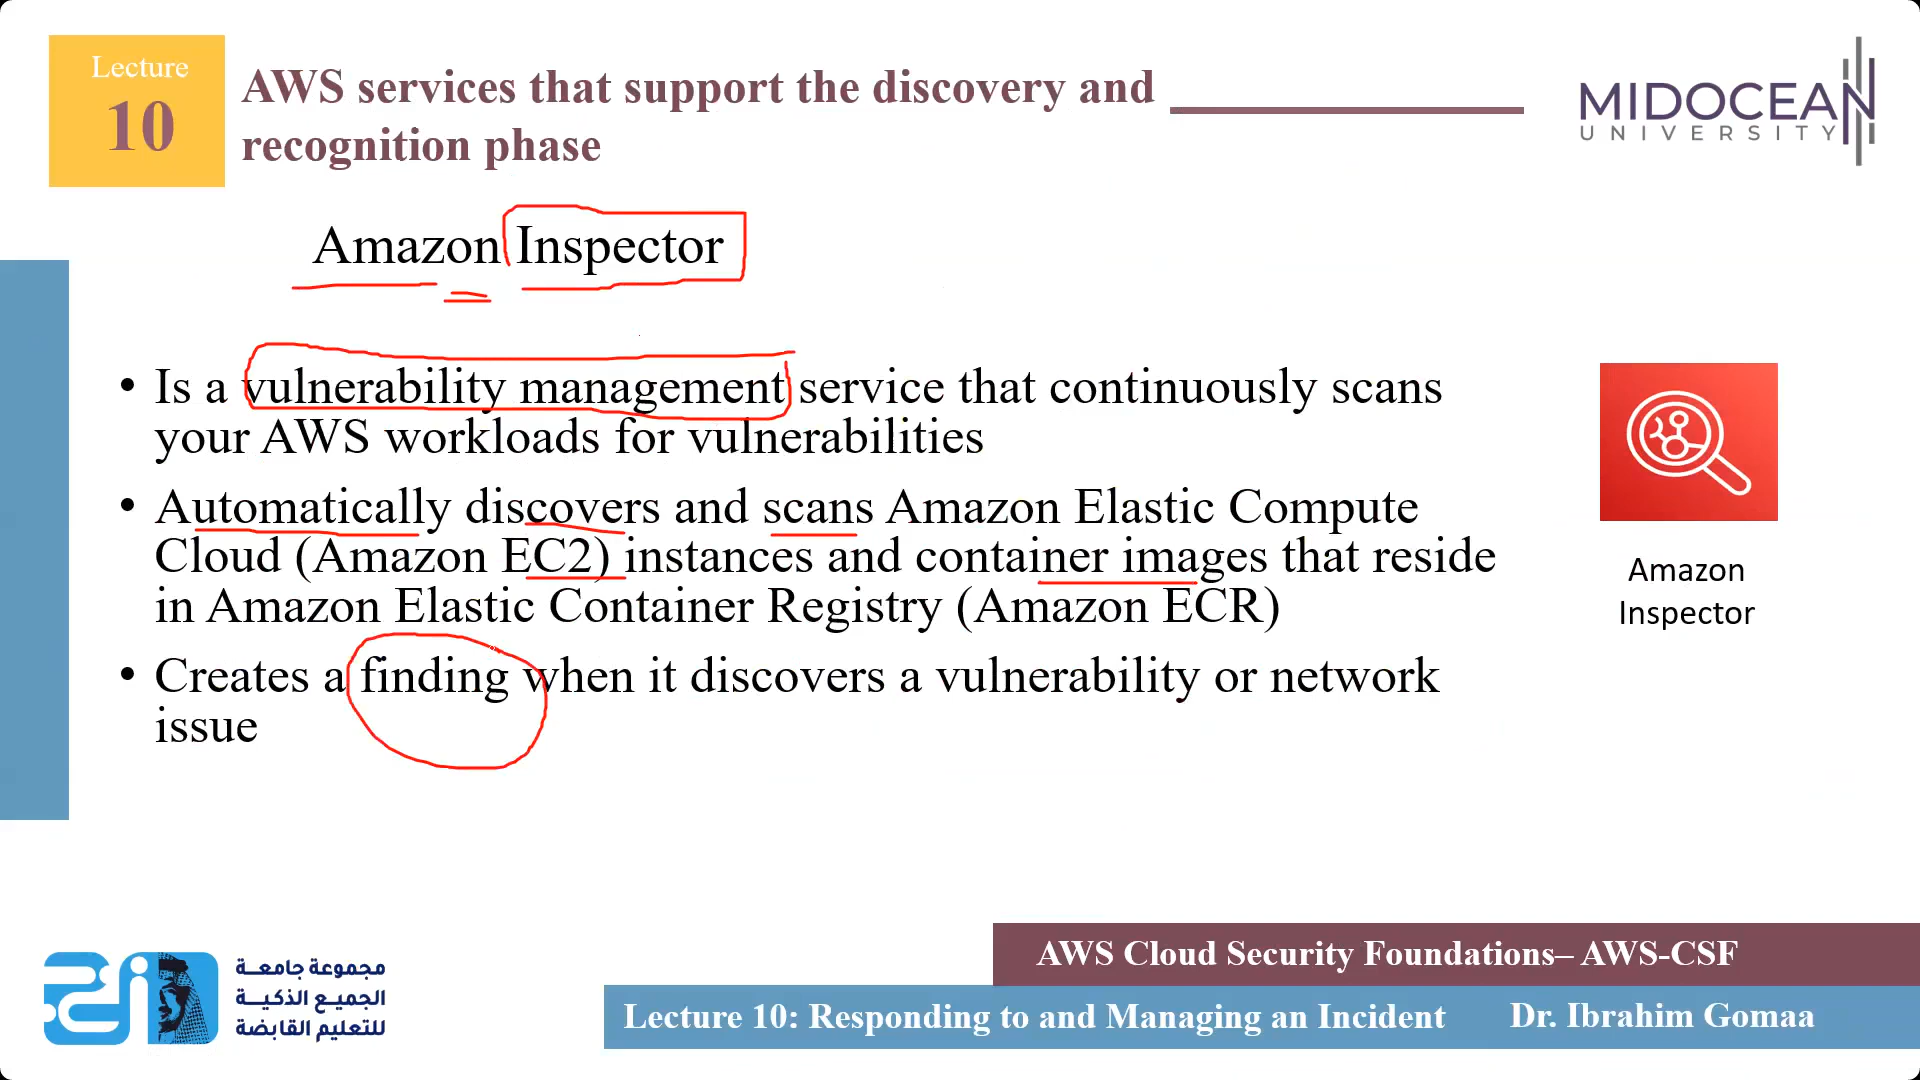 Lecture
10
AWS services that support the discovery and
recognition phase
MIDOCEAN
UNIVERSITY
Amazon Inspector
• Is a vulnerability management service that continuously scans
your AWS workloads for vulnerabilities
• Automatically discovers and scans Amazon Elastic Compute
Cloud (Amazon EC2) instances and container images that reside
in Amazon Elastic Container Registry (Amazon ECR)
• Creates a finding when it discovers a vulnerability or network
issue
Amazon
Inspector
مجموعة جامعة
الجميع الذكية
للتعليم القابضة
AWS Cloud Security Foundations– AWS-CSF
Lecture 10: Responding to and Managing an Incident Dr. Ibrahim Gomaa